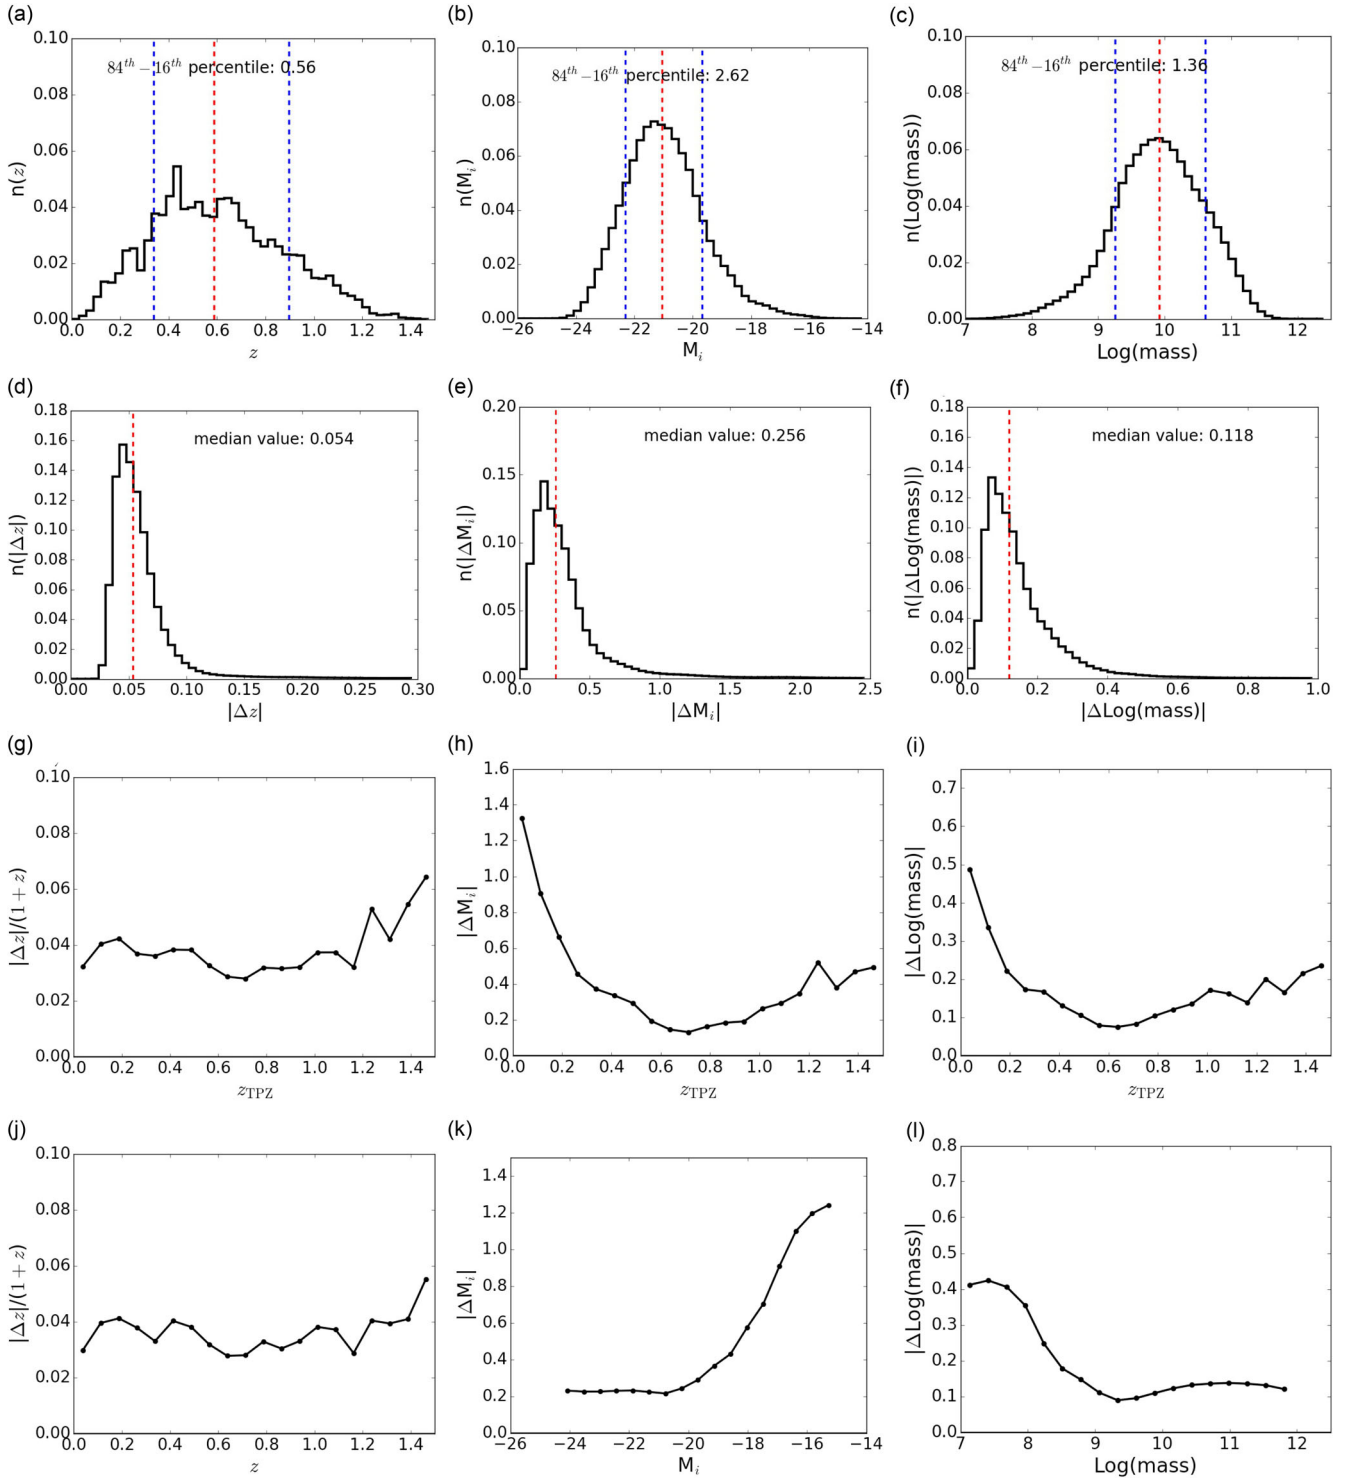 (a)
84th−16th percentile: 0.56
n(z)
0.10
0.08
0.06
0.04
0.02
0.00
0.0 0.2 0.4 0.6 0.8 1.0 1.2 1.4
z
(b)
84th−16th percentile: 2.62
n(Mi)
0.10
0.08
0.06
0.04
0.02
0.00
−26 −24 −22 −20 −18 −16 −14
Mi
(c)
84th−16th percentile: 1.36
n(Log(mass))
0.10
0.08
0.06
0.04
0.02
0.00
7 8 9 10 11 12
Log(mass)
(d)
median value: 0.054
n(|Δz|)
0.18
0.16
0.14
0.12
0.10
0.08
0.06
0.04
0.02
0.00
0.00 0.05 0.10 0.15 0.20 0.25 0.30
|Δz|
(e)
median value: 0.256
n(|ΔMi|)
0.20
0.15
0.10
0.05
0.00
0.0 0.5 1.0 1.5 2.0 2.5
|ΔMi|
(f)
median value: 0.118
n(|ΔLog(mass)|)
0.18
0.16
0.14
0.12
0.10
0.08
0.06
0.04
0.02
0.00
0.0 0.2 0.4 0.6 0.8 1.0
|ΔLog(mass)|
(g)
|Δz|/(1 + z)
0.10
0.08
0.06
0.04
0.02
0.00
0.0 0.2 0.4 0.6 0.8 1.0 1.2 1.4
zTPZ
(h)
|ΔMi|
1.6
1.4
1.2
1.0
0.8
0.6
0.4
0.2
0.0
0.0 0.2 0.4 0.6 0.8 1.0 1.2 1.4
zTPZ
(i)
|ΔLog(mass)|
0.7
0.6
0.5
0.4
0.3
0.2
0.1
0.0
0.0 0.2 0.4 0.6 0.8 1.0 1.2 1.4
zTPZ
(j)
|Δz|/(1 + z)
0.10
0.08
0.06
0.04
0.02
0.00
0.0 0.2 0.4 0.6 0.8 1.0 1.2 1.4
z
(k)
|ΔMi|
1.4
1.2
1.0
0.8
0.6
0.4
0.2
0.0
−26 −24 −22 −20 −18 −16 −14
Mi
(l)
|ΔLog(mass)|
0.8
0.7
0.6
0.5
0.4
0.3
0.2
0.1
0.0
7 8 9 10 11 12
Log(mass)